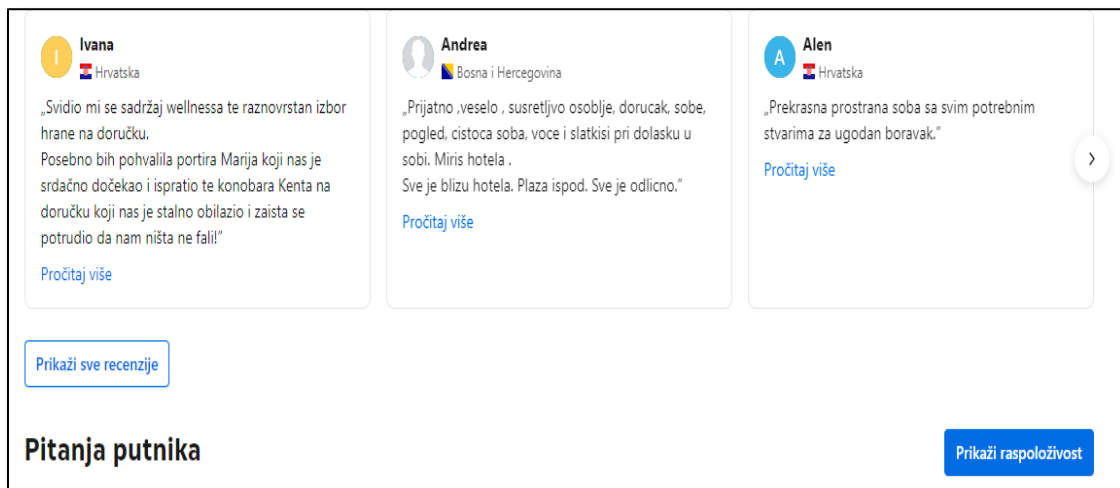 I
Ivana
Hrvatska
„Svidio mi se sadržaj wellnessa te raznovrstan izbor
hrane na doručku.
Posebno bih pohvalila portira Marija koji nas je
srdačno dočekao i ispratio te konobara Kenta na
doručku koji nas je stalno obilazio i zaista se
potrudio da nam ništa ne fali!”
Pročitaj više
Andrea
Bosna i Hercegovina
„Prijatno ,veselo , susretljvo osoblje, dorucak, sobe,
pogled, cistoca soba, voce i slatkisi pri dolasku u
sobi. Miris hotela .
Sve je blizu hotela. Plaza ispod. Sve je odlicno.”
Pročitaj više
A
Alen
Hrvatska
„Prekrasna prostrana soba sa svim potrebnim
stvarima za ugodan boravak.”
Pročitaj više
Prikaži sve recenzije
Pitanja putnika
Prikaži raspoloživost